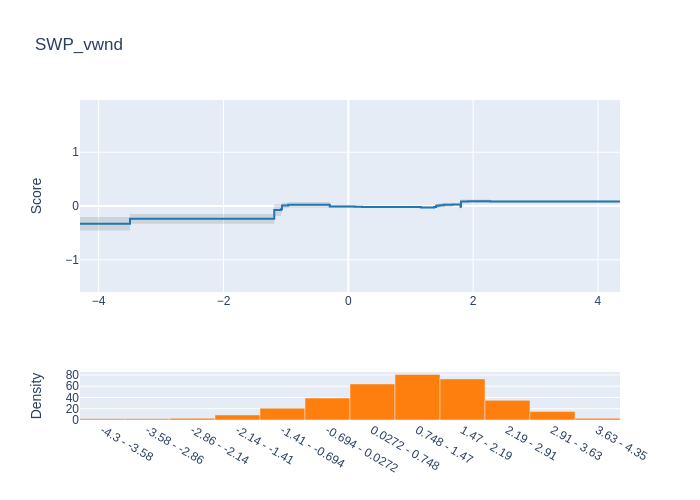 SWP_vwnd
Score
1
0
−1
−4
−2
0
2
4
Density
80
60
40
20
0
-4.3 - -3.58
-3.58 - -2.86
-2.86 - -2.14
-2.14 - -1.41
-1.41 - -0.694
-0.694 - 0.0272
0.0272 - 0.748
0.748 - 1.47
1.47 - 2.19
2.19 - 2.91
2.91 - 3.63
3.63 - 4.35